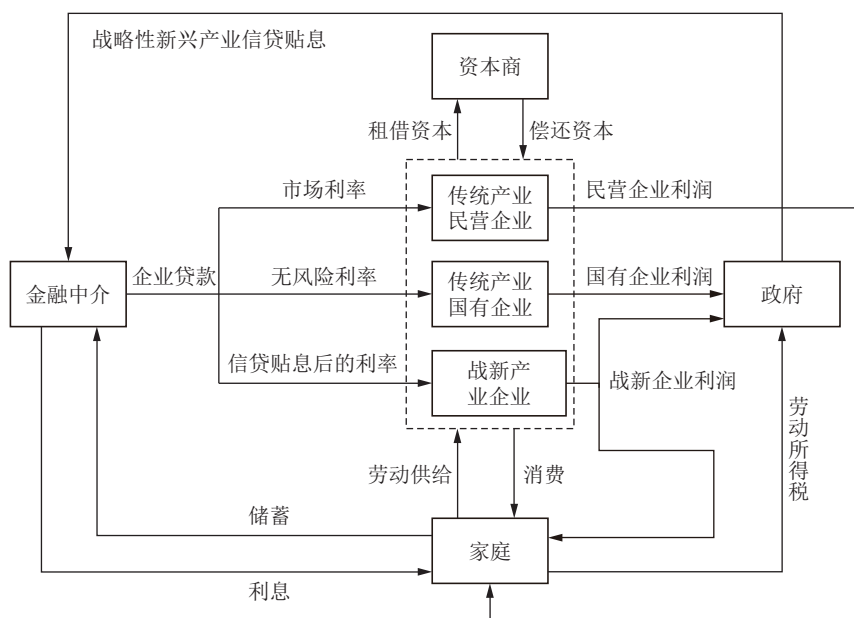 战略性新兴产业信贷贴息
资本商
租借资本
偿还资本
市场利率
传统产业
民营企业
民营企业利润
金融中介
企业贷款
无风险利率
传统产业
国有企业
国有企业利润
政府
信贷贴息后的利率
战新产
业企业
战新企业利润
劳动所得税
劳动供给
消费
储蓄
家庭
利息